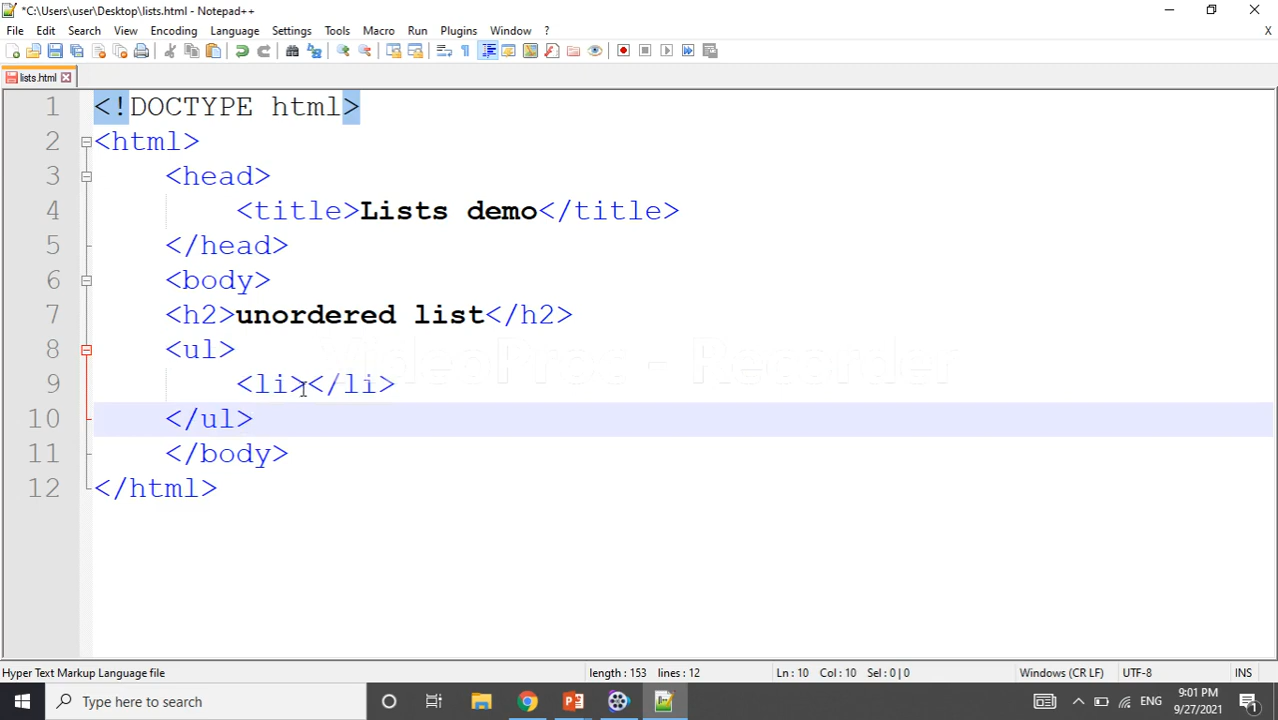 *C:\Users\user\Desktop\lists.html - Notepad++
File Edit Search View Encoding Language Settings Tools Macro Run Plugins Window ? X
lists.html
1 <!DOCTYPE html>
2 <html>
3 <head>
4 <title>Lists demo</title>
5 </head>
6 <body>
7 <h2>unordered list</h2>
8 <ul>
9 <li></li>
10 </ul>
11 </body>
12 </html>
VideoProc - Recorder
Hyper Text Markup Language file length : 153 lines : 12 Ln : 10 Col : 10 Sel : 0 | 0 Windows (CR LF) UTF-8 INS
Type here to search ENG 9:01 PM
9/27/2021 1